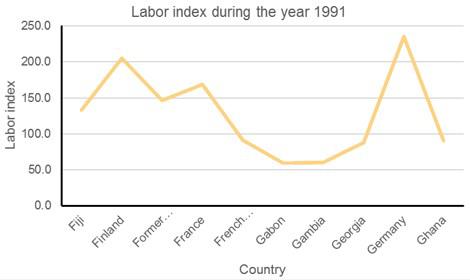 Labor index during the year 1991
250.0
200.0
150.0
100.0
50.0
0.0
Labor index
Fiji
Finland
Former…
France
French…
Gabon
Gambia
Georgia
Germany
Ghana
Country